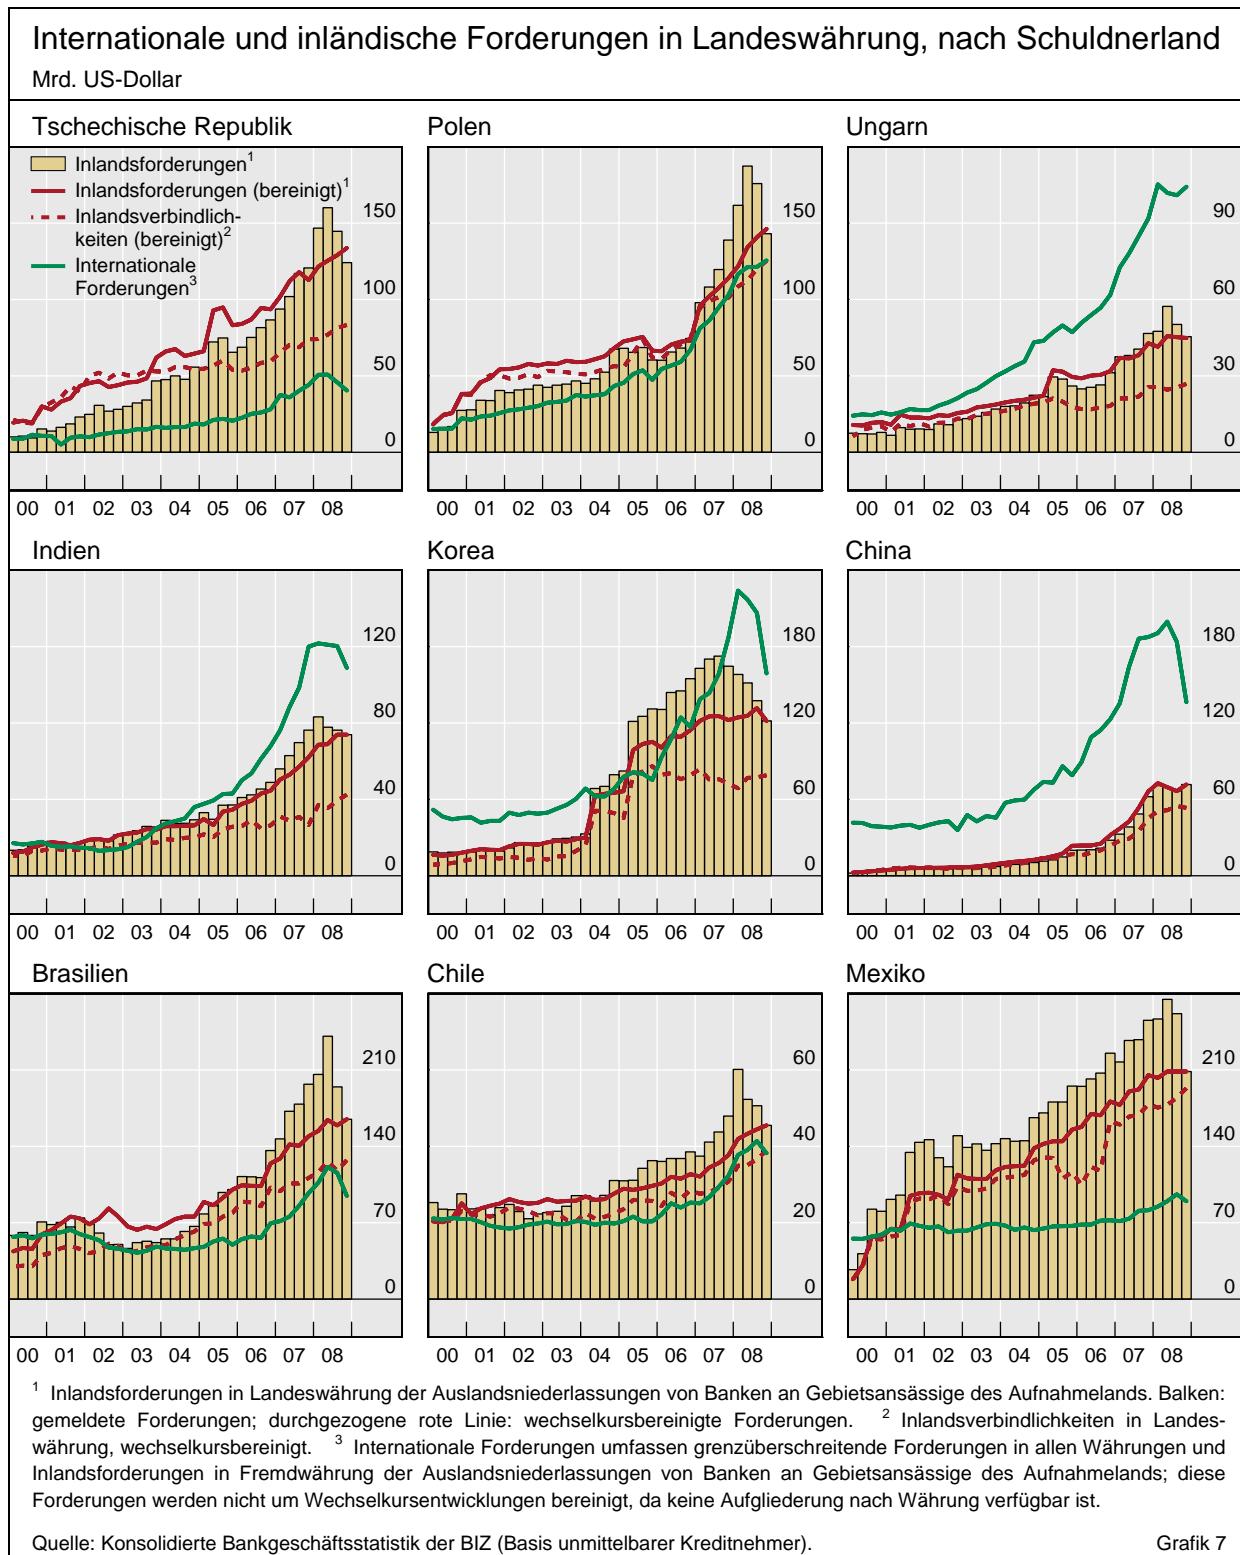 Internationale und inländische Forderungen in Landeswährung, nach Schuldnerland
Mrd. US-Dollar
Tschechische Republik
Inlandsforderungen¹
Inlandsforderungen (bereinigt)¹
Inlandsverbindlich-
keiten (bereinigt)²
Internationale
Forderungen³
150
100
50
0
00 01 02 03 04 05 06 07 08
Polen
150
100
50
0
00 01 02 03 04 05 06 07 08
Ungarn
90
60
30
0
00 01 02 03 04 05 06 07 08
Indien
120
80
40
0
00 01 02 03 04 05 06 07 08
Korea
180
120
60
0
00 01 02 03 04 05 06 07 08
China
180
120
60
0
00 01 02 03 04 05 06 07 08
Brasilien
210
140
70
0
00 01 02 03 04 05 06 07 08
Chile
60
40
20
0
00 01 02 03 04 05 06 07 08
Mexiko
210
140
70
0
00 01 02 03 04 05 06 07 08
¹ Inlandsforderungen in Landeswährung der Auslandsniederlassungen von Banken an Gebietsansässige des Aufnahmelands. Balken:
gemeldete Forderungen; durchgezogene rote Linie: wechselkursbereinigte Forderungen. ² Inlandsverbindlichkeiten in Landes-
währung, wechselkursbereinigt. ³ Internationale Forderungen umfassen grenzüberschreitende Forderungen in allen Währungen und
Inlandsforderungen in Fremdwährung der Auslandsniederlassungen von Banken an Gebietsansässige des Aufnahmelands; diese
Forderungen werden nicht um Wechselkursentwicklungen bereinigt, da keine Aufgliederung nach Währung verfügbar ist.
Quelle: Konsolidierte Bankgeschäftsstatistik der BIZ (Basis unmittelbarer Kreditnehmer). Grafik 7